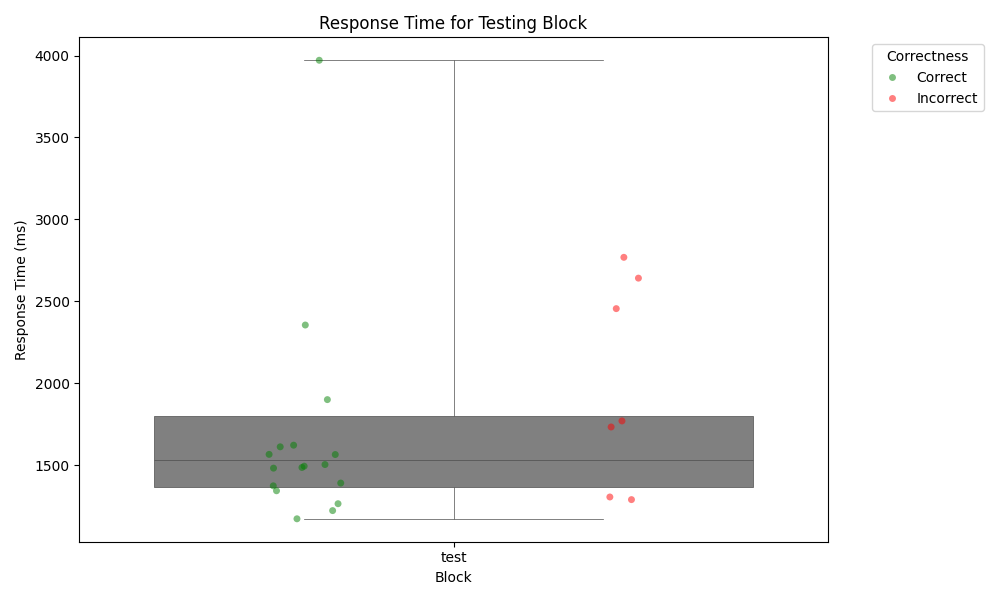 Response Time for Testing Block
Correctness
Correct
Incorrect
4000
3500
3000
2500
2000
1500
Response Time (ms)
test
Block